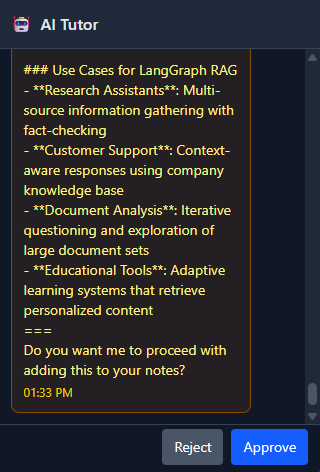 AI Tutor
### Use Cases for LangGraph RAG
- **Research Assistants**: Multi-
source information gathering with
fact-checking
- **Customer Support**: Context-
aware responses using company
knowledge base
- **Document Analysis**: Iterative
questioning and exploration of
large document sets
- **Educational Tools**: Adaptive
learning systems that retrieve
personalized content
===
Do you want me to proceed with
adding this to your notes?
01:33 PM
Reject
Approve